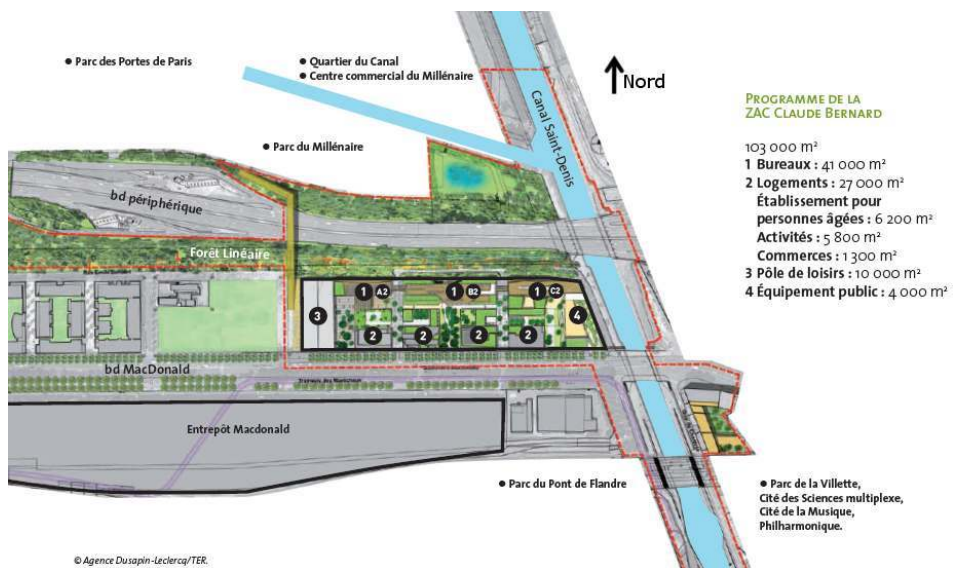 Parc des Portes de Paris
Quartier du Canal
Centre commercial du Millénaire
Nord
Canal Saint-Denis
Parc du Millénaire
bd périphérique
Forêt Linéaire
PROGRAMME DE LA
ZAC CLAUDE BERNARD
103 000 m²
1 Bureaux : 41 000 m²
2 Logements : 27 000 m²
Établissement pour
personnes âgées : 6 200 m²
Activités : 5 800 m²
Commerces : 1 300 m²
3 Pôle de loisirs : 10 000 m²
4 Équipement public : 4 000 m²
1 A2
1 B2
1 C2
3
4
2
2
2
2
bd MacDonald
Tramway des Maréchaux
Entrepôt Macdonald
Parc du Pont de Flandre
Parc de la Villette,
Cité des Sciences multiplexe,
Cité de la Musique,
Philharmonique.
© Agence Dusapin-Leclercq/TER.